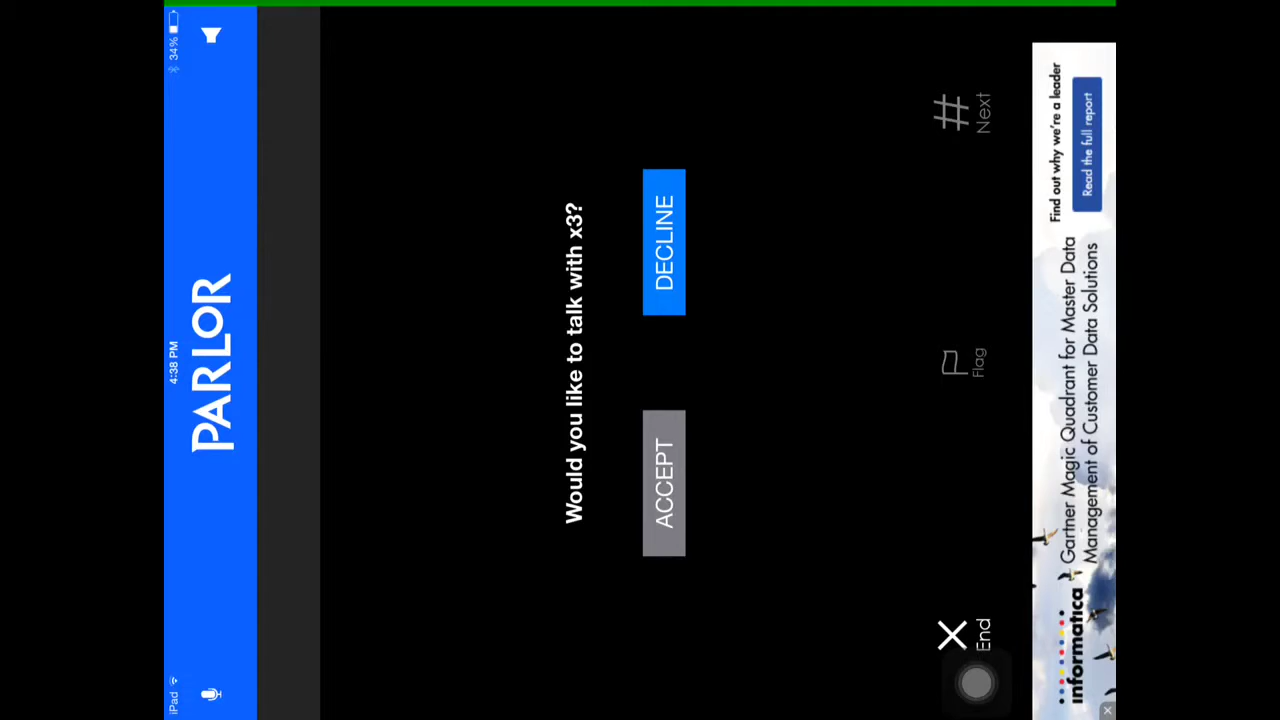 iPad 4:38 PM 34%
PARLOR
Would you like to talk with x3?
ACCEPT DECLINE
End Flag Next
informatica
Gartner Magic Quadrant for Master Data
Management of Customer Data Solutions
Find out why we're a leader
Read the full report